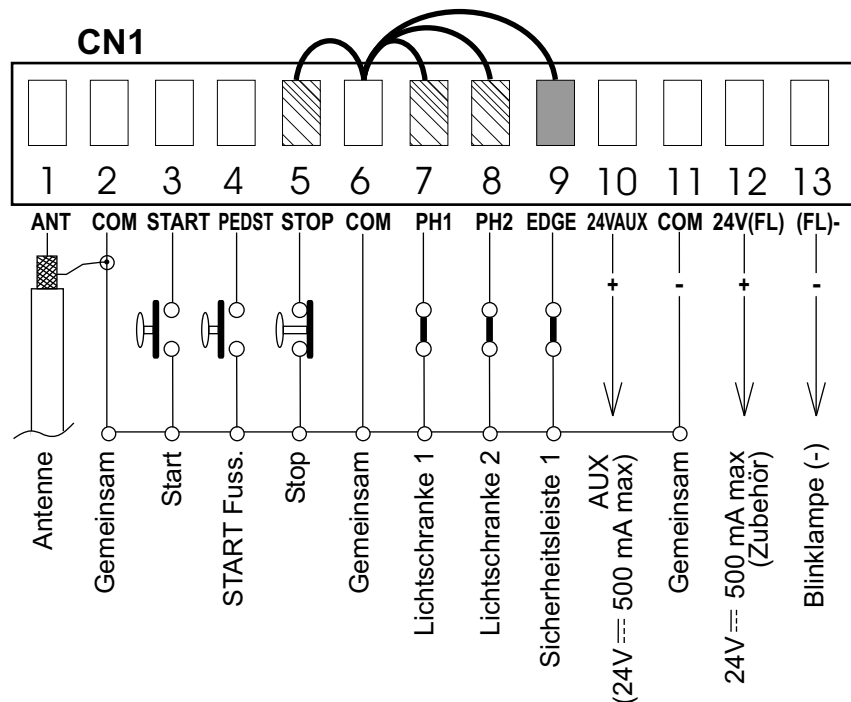 CN1
1 2 3 4 5 6 7 8 9 10 11 12 13
ANT COM START PEDST STOP COM PH1 PH2 EDGE 24VAUX COM 24V(FL) (FL)-
+ - + -
Antenne
Gemeinsam
Start
START Fuss.
Stop
Gemeinsam
Lichtschranke 1
Lichtschranke 2
Sicherheitsleiste 1
AUX
(24V ⎓ 500 mA max)
Gemeinsam
24V ⎓ 500 mA max
(Zubehör)
Blinklampe (-)